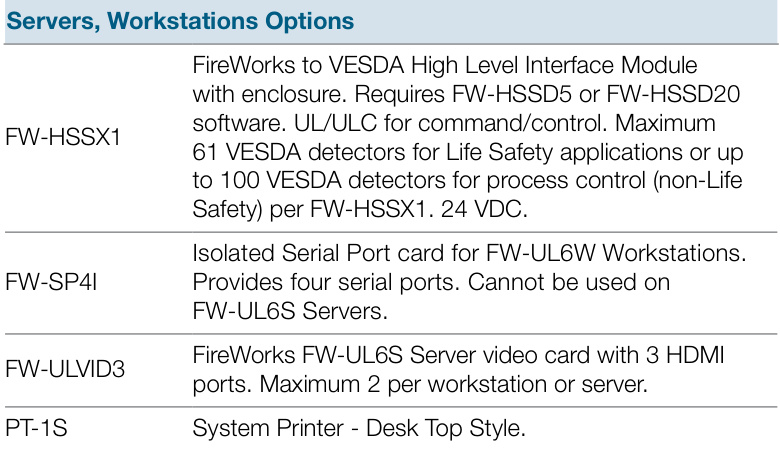 Servers, Workstations Options
FW-HSSX1
FireWorks to VESDA High Level Interface Module
with enclosure. Requires FW-HSSD5 or FW-HSSD20
software. UL/ULC for command/control. Maximum
61 VESDA detectors for Life Safety applications or up
to 100 VESDA detectors for process control (non-Life
Safety) per FW-HSSX1. 24 VDC.
FW-SP4I
Isolated Serial Port card for FW-UL6W Workstations.
Provides four serial ports. Cannot be used on
FW-UL6S Servers.
FW-ULVID3
FireWorks FW-UL6S Server video card with 3 HDMI
ports. Maximum 2 per workstation or server.
PT-1S
System Printer - Desk Top Style.